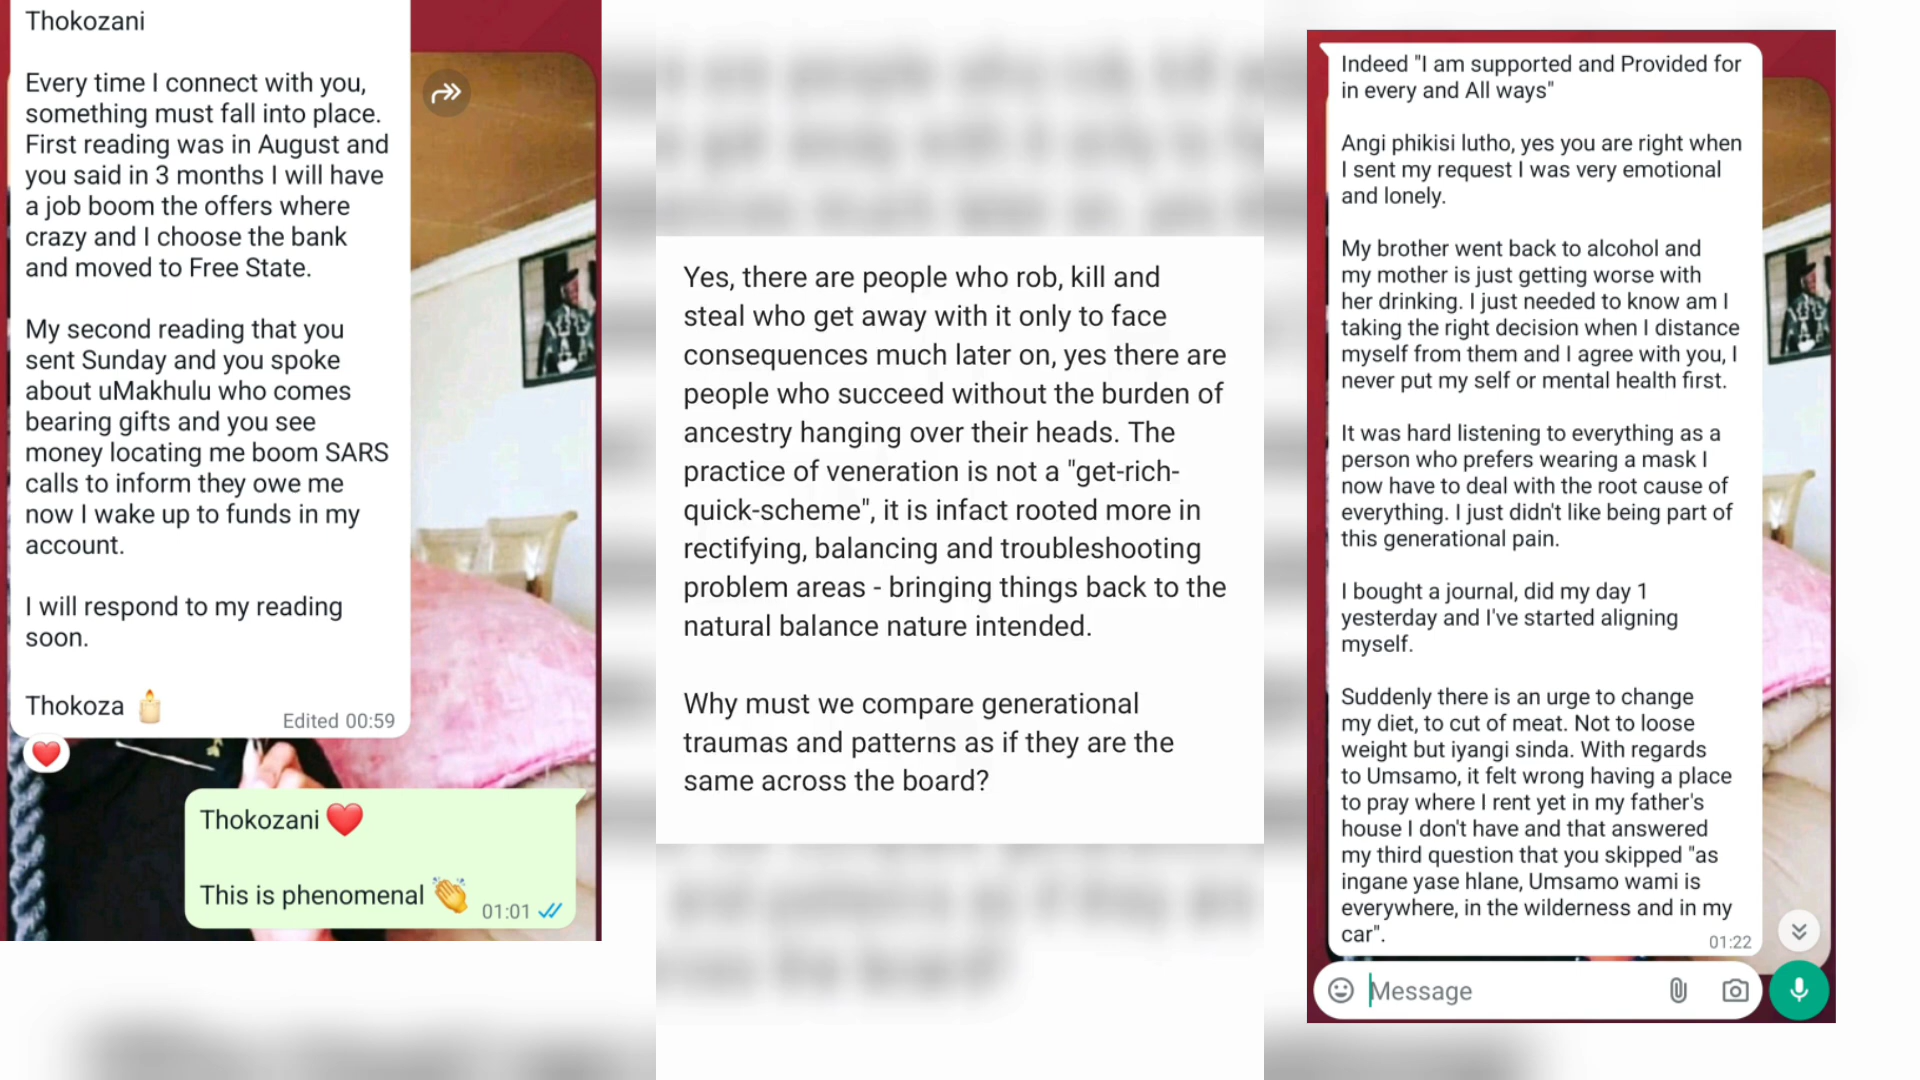 Thokozani
Every time I connect with you,
something must fall into place.
First reading was in August and
you said in 3 months I will have
a job boom the offers where
crazy and I choose the bank
and moved to Free State.
My second reading that you
sent Sunday and you spoke
about uMakhulu who comes
bearing gifts and you see
money locating me boom SARS
calls to inform they owe me
now I wake up to funds in my
account.
I will respond to my reading
soon.
Thokoza 🕯️
Edited 00:59
❤️
Thokozani ❤️
This is phenomenal 👏
01:01
Yes, there are people who rob, kill and
steal who get away with it only to face
consequences much later on, yes there are
people who succeed without the burden of
ancestry hanging over their heads. The
practice of veneration is not a "get-rich-
quick-scheme", it is infact rooted more in
rectifying, balancing and troubleshooting
problem areas - bringing things back to the
natural balance nature intended.
Why must we compare generational
traumas and patterns as if they are the
same across the board?
Indeed "I am supported and Provided for
in every and All ways"
Angi phikisi lutho, yes you are right when
I sent my request I was very emotional
and lonely.
My brother went back to alcohol and
my mother is just getting worse with
her drinking. I just needed to know am I
taking the right decision when I distance
myself from them and I agree with you, I
never put my self or mental health first.
It was hard listening to everything as a
person who prefers wearing a mask I
now have to deal with the root cause of
everything. I just didn't like being part of
this generational pain.
I bought a journal, did my day 1
yesterday and I've started aligning
myself.
Suddenly there is an urge to change
my diet, to cut of meat. Not to loose
weight but iyangi sinda. With regards
to Umsamo, it felt wrong having a place
to pray where I rent yet in my father's
house I don't have and that answered
my third question that you skipped "as
ingane yase hlane, Umsamo wami is
everywhere, in the wilderness and in my
car".
01:22
Message